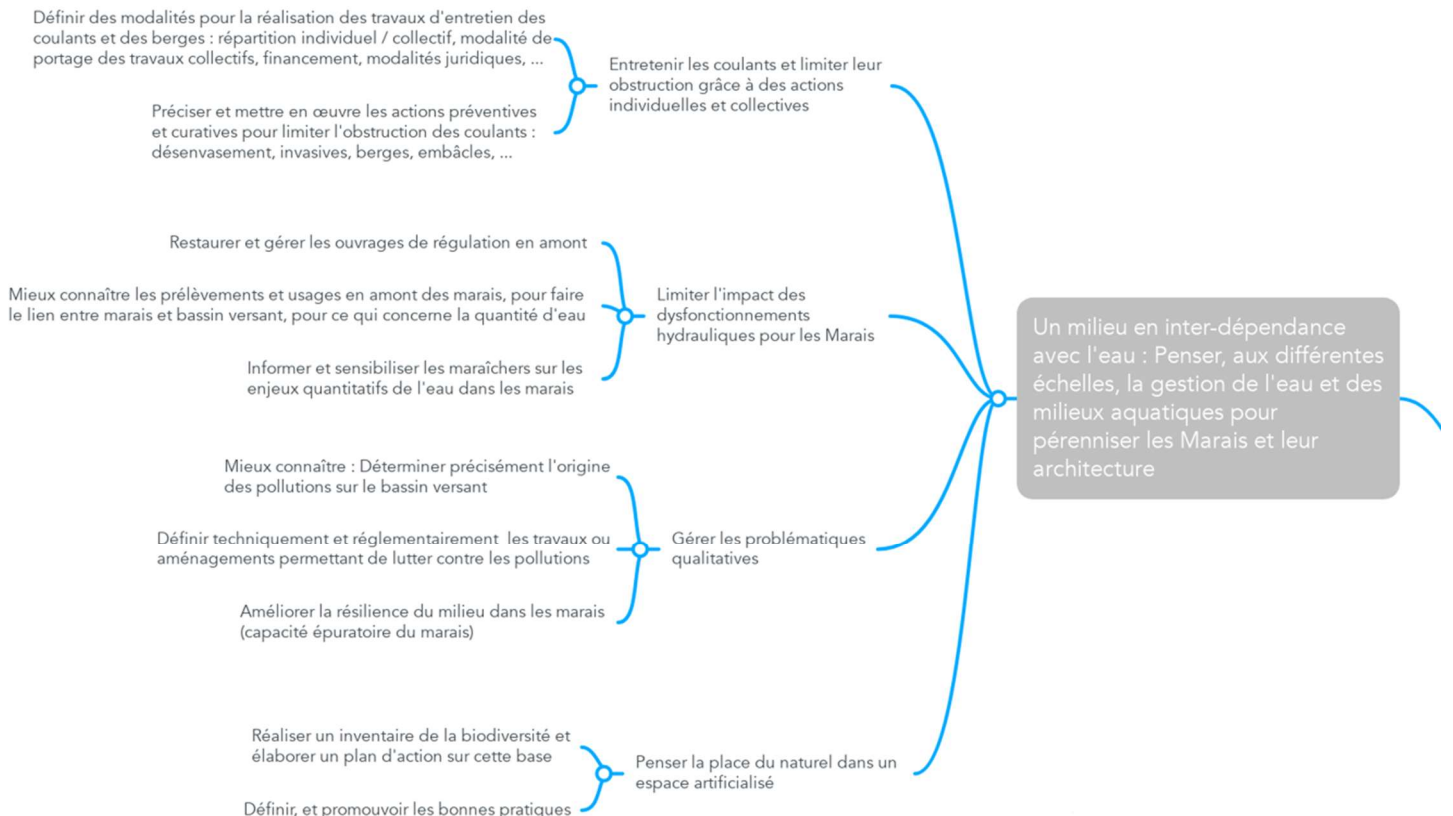 Définir des modalités pour la réalisation des travaux d'entretien des
coulants et des berges : répartition individuel / collectif, modalité de
portage des travaux collectifs, financement, modalités juridiques, ...
Entretenir les coulants et limiter leur
obstruction grâce à des actions
individuelles et collectives
Préciser et mettre en œuvre les actions préventives
et curatives pour limiter l'obstruction des coulants :
désenvasement, invasives, berges, embâcles, ...
Restaurer et gérer les ouvrages de régulation en amont
Mieux connaître les prélèvements et usages en amont des marais, pour faire
le lien entre marais et bassin versant, pour ce qui concerne la quantité d'eau
Limiter l'impact des
dysfonctionnements
hydrauliques pour les Marais
Informer et sensibiliser les maraîchers sur les
enjeux quantitatifs de l'eau dans les marais
Un milieu en inter-dépendance
avec l'eau : Penser, aux différentes
échelles, la gestion de l'eau et des
milieux aquatiques pour
pérenniser les Marais et leur
architecture
Mieux connaître : Déterminer précisément l'origine
des pollutions sur le bassin versant
Définir techniquement et réglementairement les travaux ou
aménagements permettant de lutter contre les pollutions
Gérer les problématiques
qualitatives
Améliorer la résilience du milieu dans les marais
(capacité épuratoire du marais)
Réaliser un inventaire de la biodiversité et
élaborer un plan d'action sur cette base
Penser la place du naturel dans un
espace artificialisé
Définir, et promouvoir les bonnes pratiques